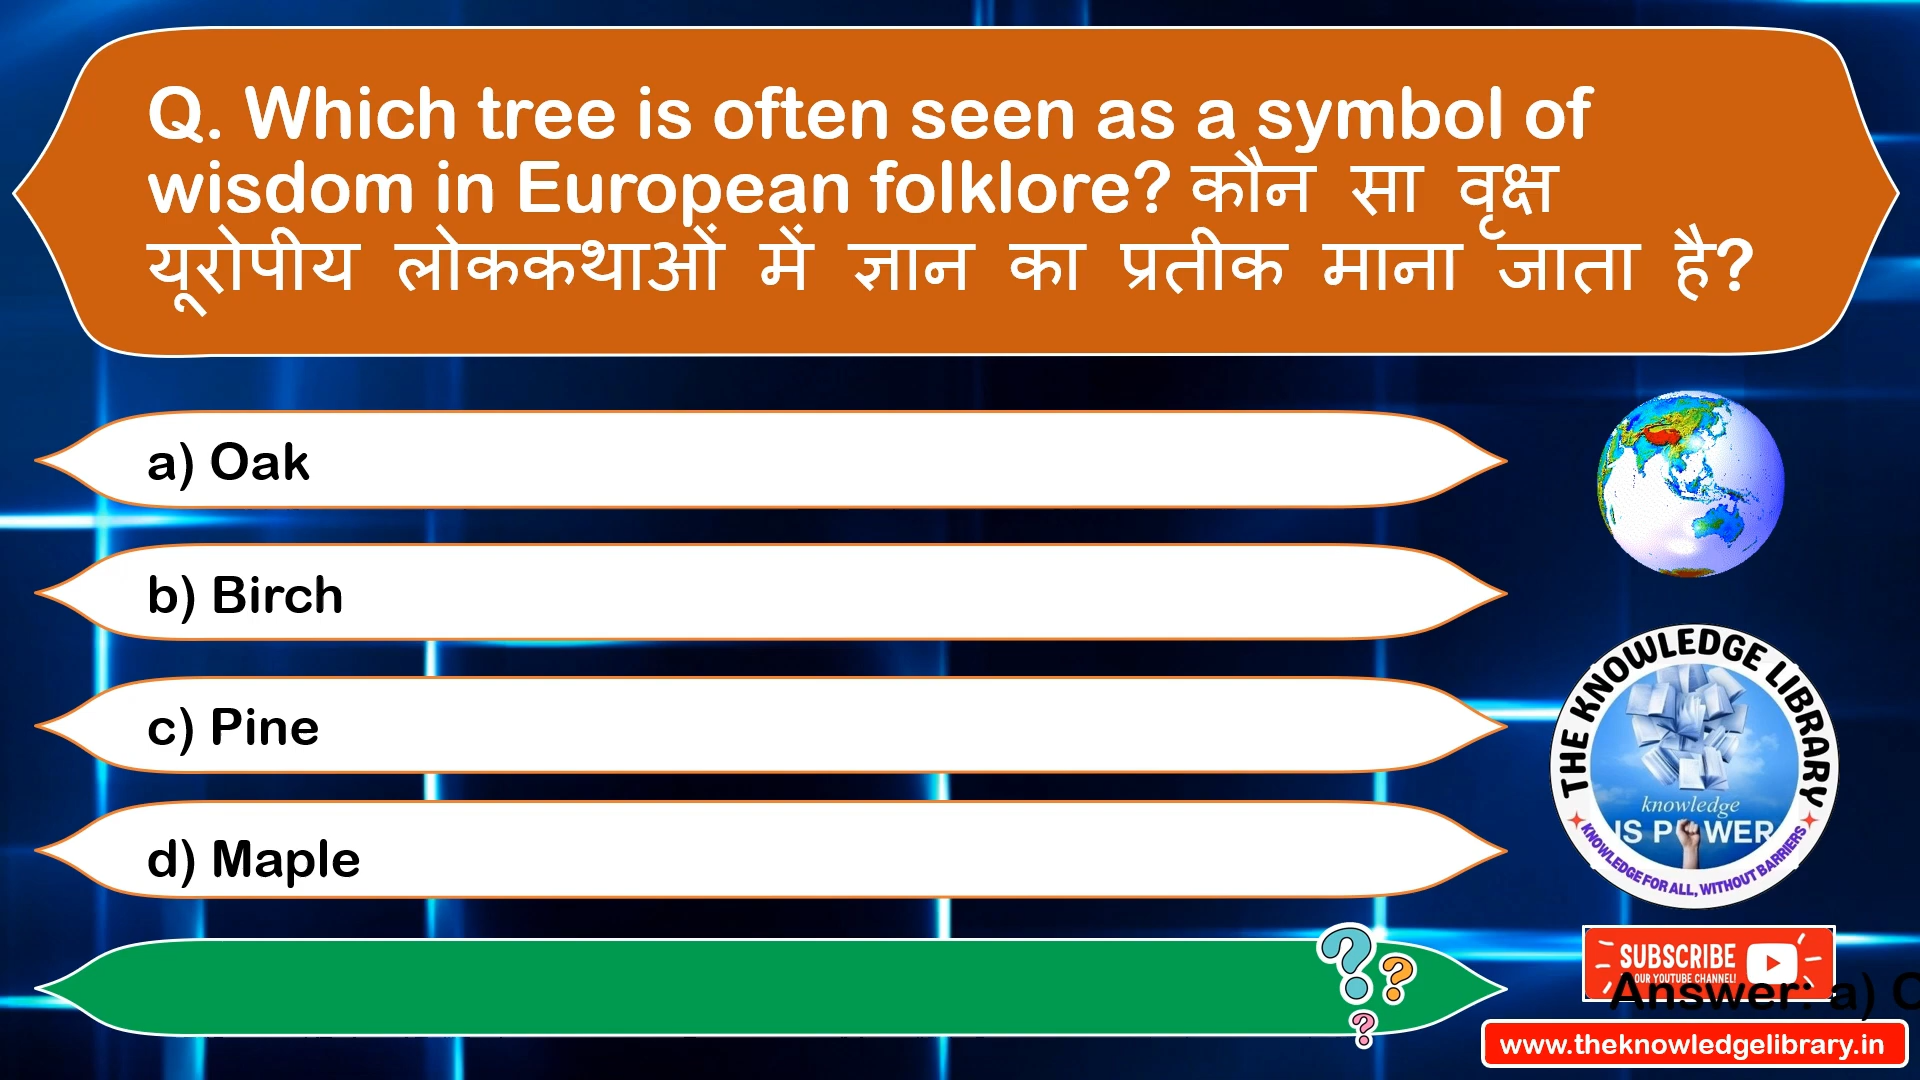 Q. Which tree is often seen as a symbol of
wisdom in European folklore? कौन सा वृक्ष
यूरोपीय लोककथाओं में ज्ञान का प्रतीक माना जाता है?
a) Oak
b) Birch
c) Pine
d) Maple
THE KNOWLEDGE LIBRARY
knowledge
IS POWER
KNOWLEDGE FOR ALL, WITHOUT BARRIERS
SUBSCRIBE
OUR YOUTUBE CHANNEL!
Answer: a)
www.theknowledgelibrary.in